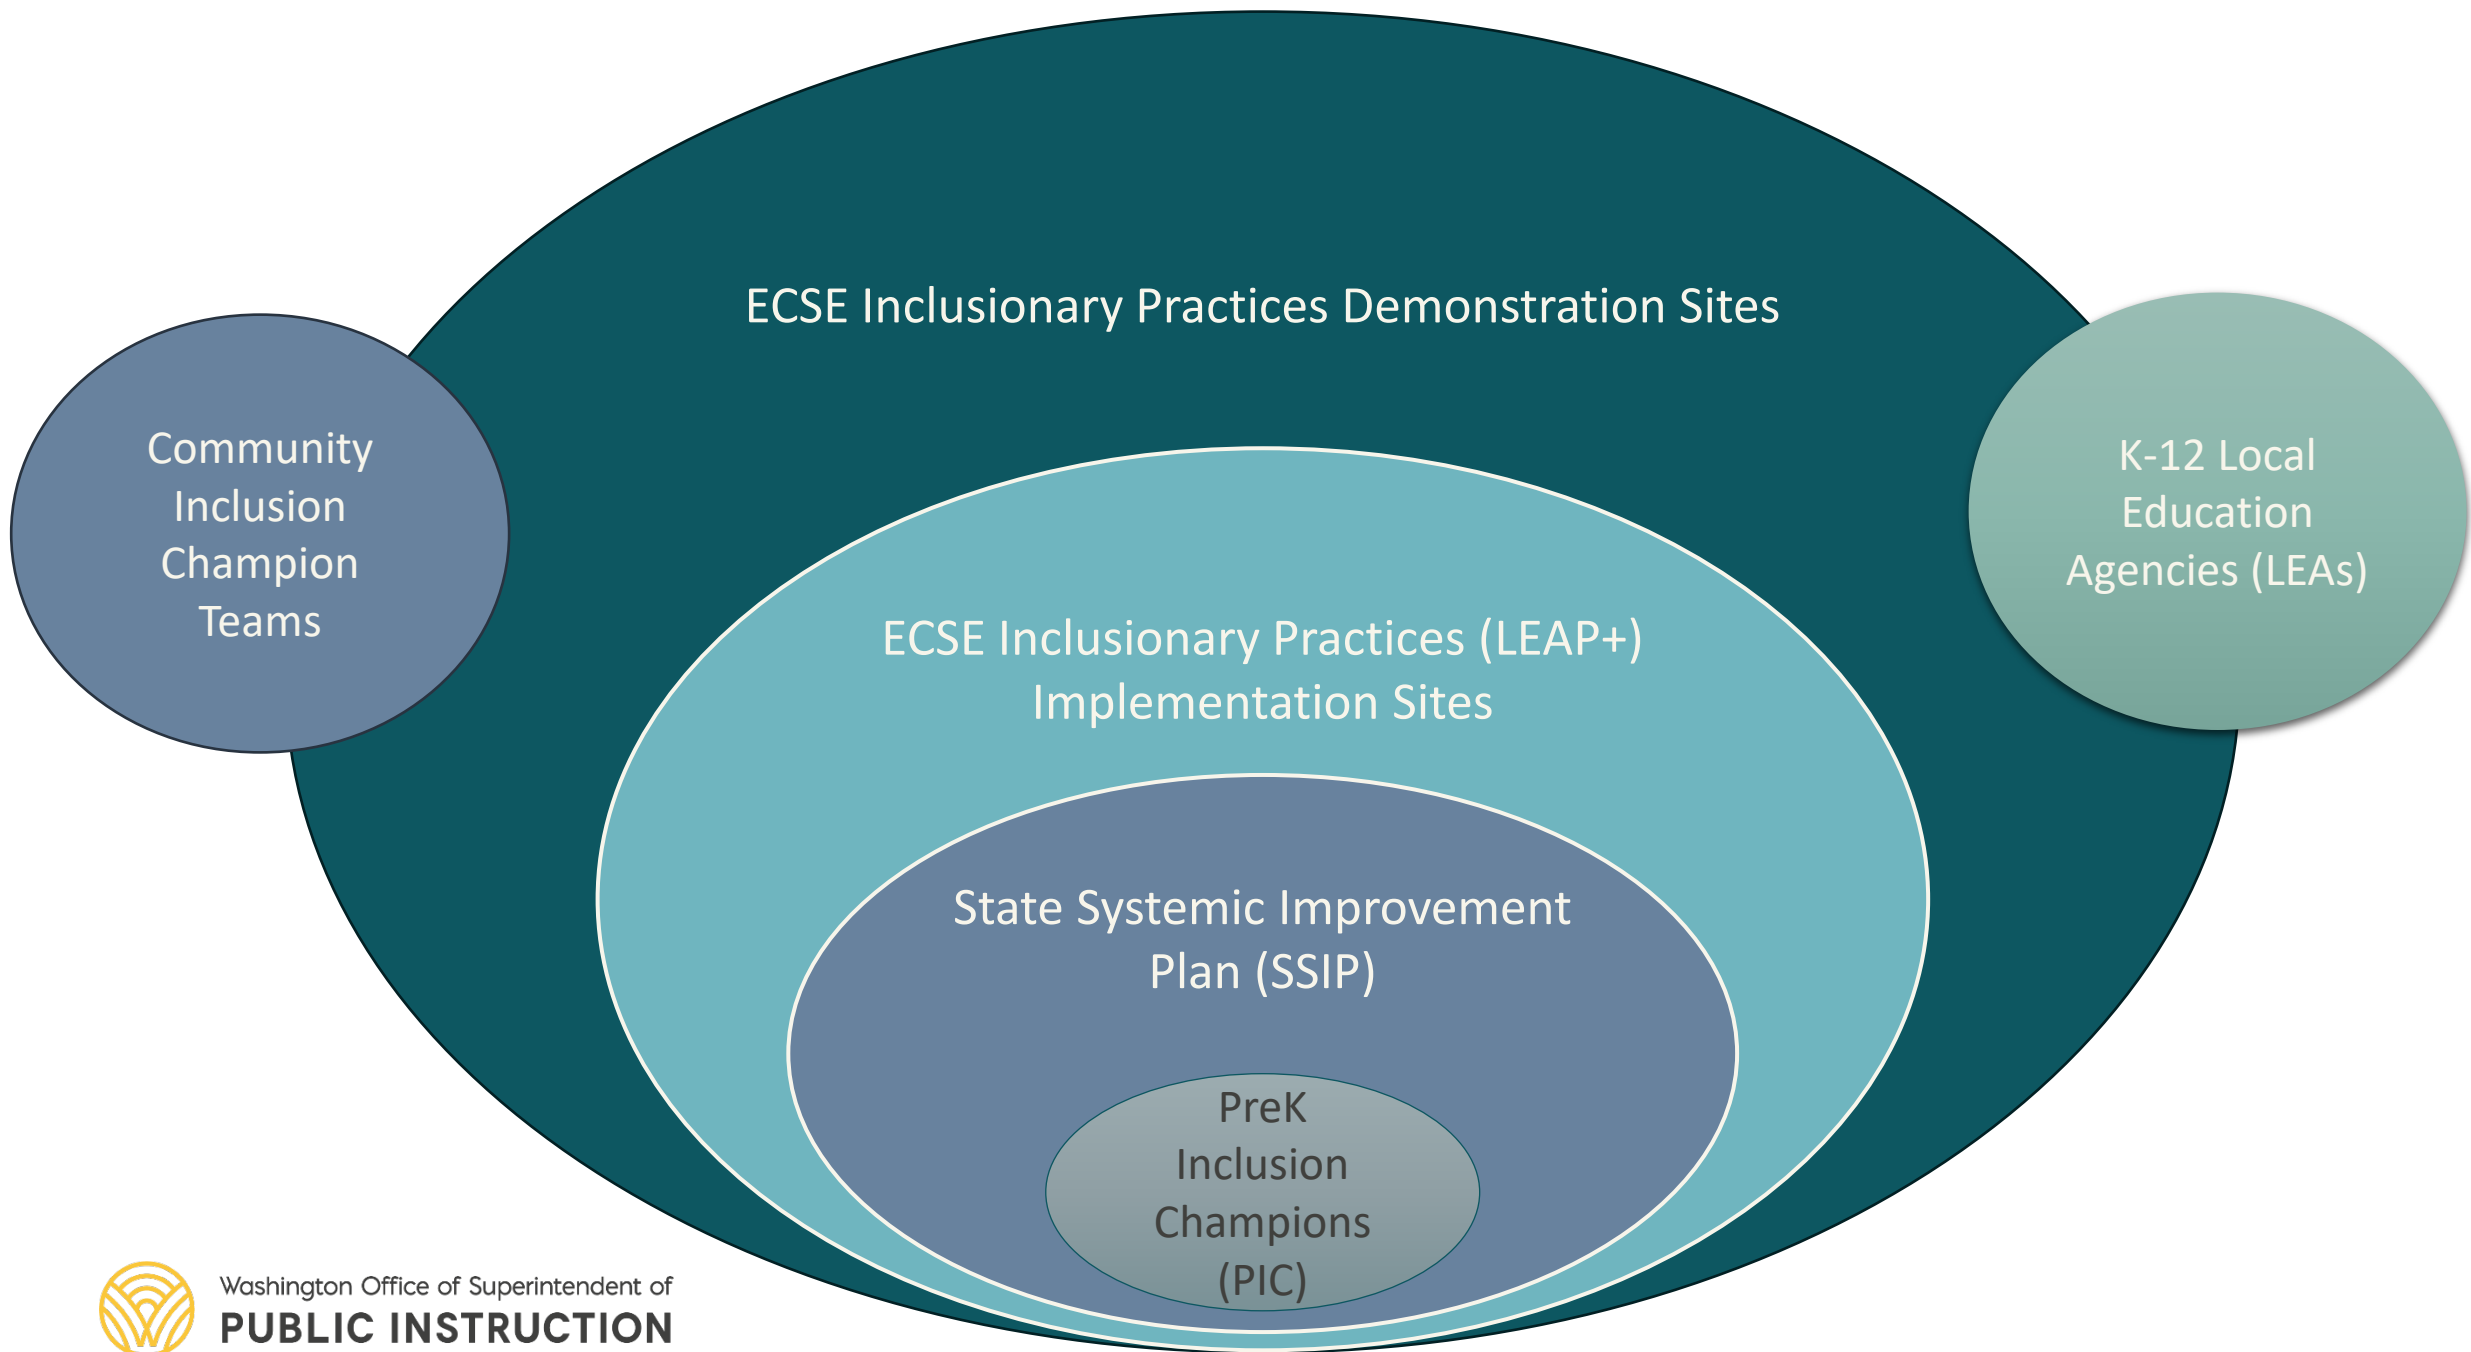 ECSE Inclusionary Practices Demonstration Sites
Community
Inclusion
Champion
Teams
K-12 Local
Education
Agencies (LEAs)
ECSE Inclusionary Practices (LEAP+)
Implementation Sites
State Systemic Improvement
Plan (SSIP)
PreK
Inclusion
Champions
(PIC)
Washington Office of Superintendent of
PUBLIC INSTRUCTION